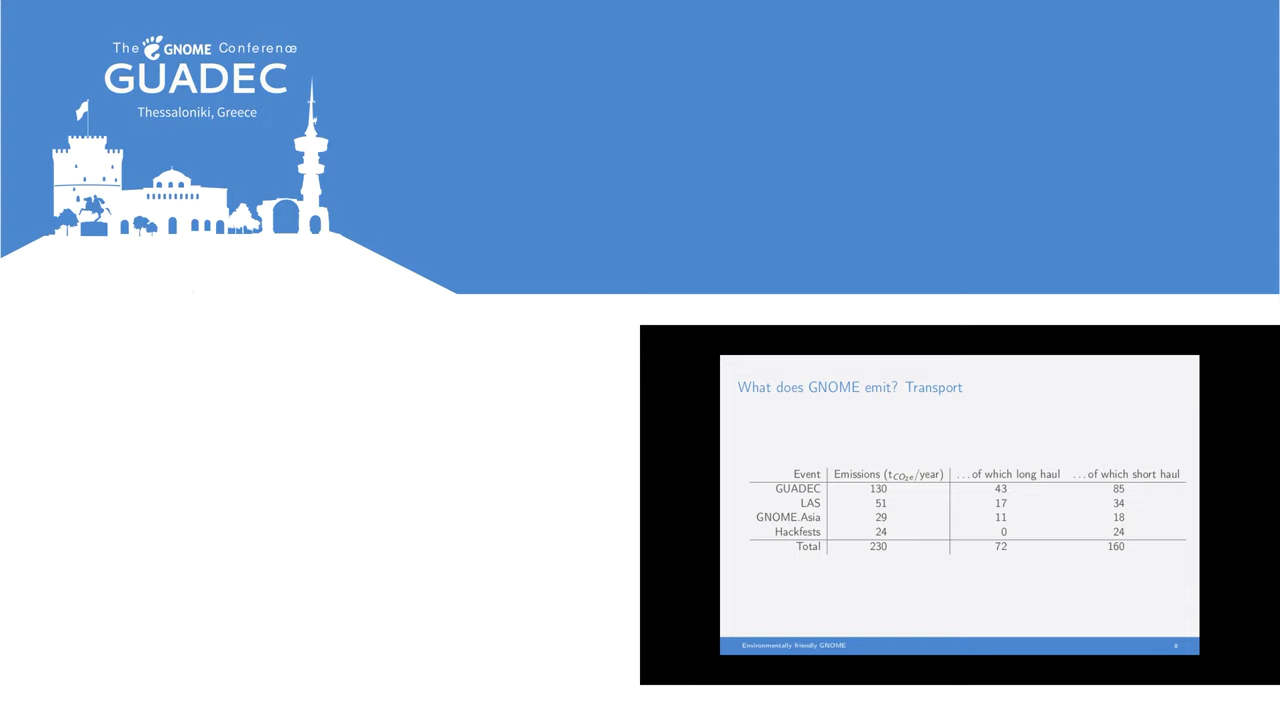 The GNOME Conference
GUADEC
Thessaloniki, Greece
What does GNOME emit? Transport
Event Emissions (tCO2e/year) ...of which long haul ...of which short haul
GUADEC 130 43 85
LAS 51 17 34
GNOME.Asia 29 11 18
Hackfests 24 0 24
Total 230 72 160
Environmentally friendly GNOME 8